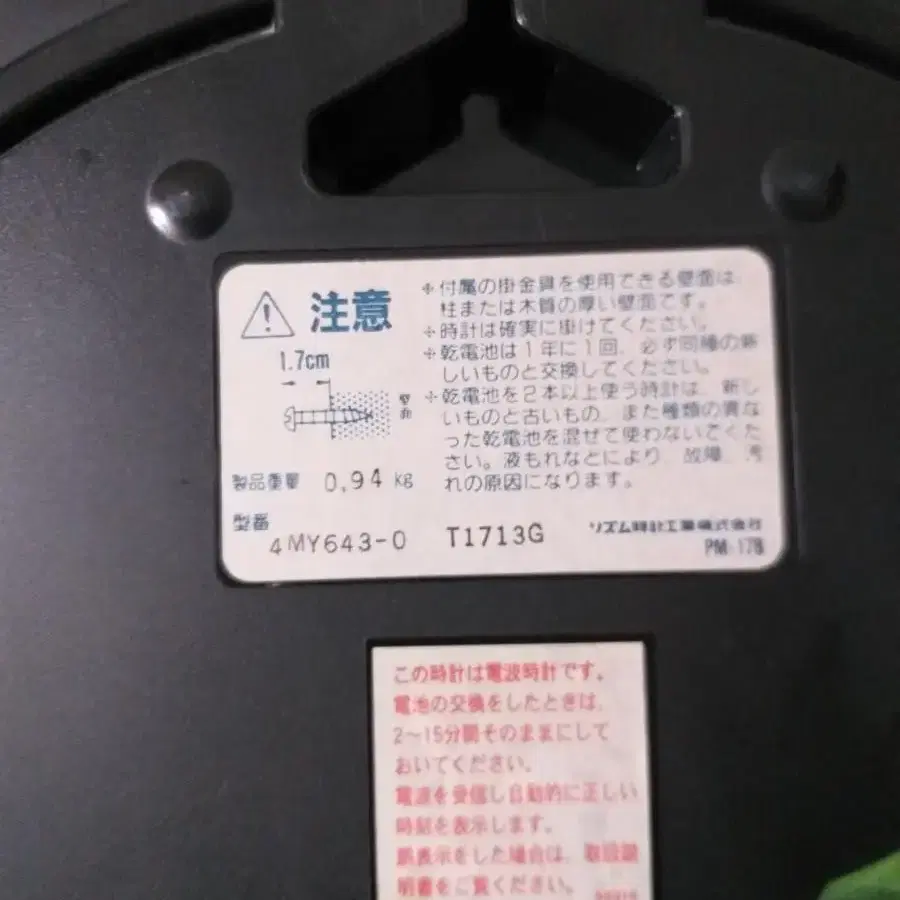 注意
1.7cm
壁面
製品重量 0.94 kg
型番
4MY643-0 T1713G
＊付属の掛金具を使用できる壁面は、
柱または木質の厚い壁面です。
＊時計は確実に掛けてください。
＊乾電池は1年に1回、必ず同種の新
しいものと交換してください。
＊乾電池を2本以上使う時計は、新し
いものと古いもの、また種類の異な
った乾電池を混ぜて使わないでくだ
さい。液もれなどにより、故障、汚
れの原因になります。
リズム時計工業株式会社
PM-178
この時計は電波時計です。
電池の交換をしたときは、
2〜15分間そのままにして
おいてください。
電波を受信し自動的に正しい
時刻を表示します。
誤表示をした場合は、取扱説
明書をご覧ください。